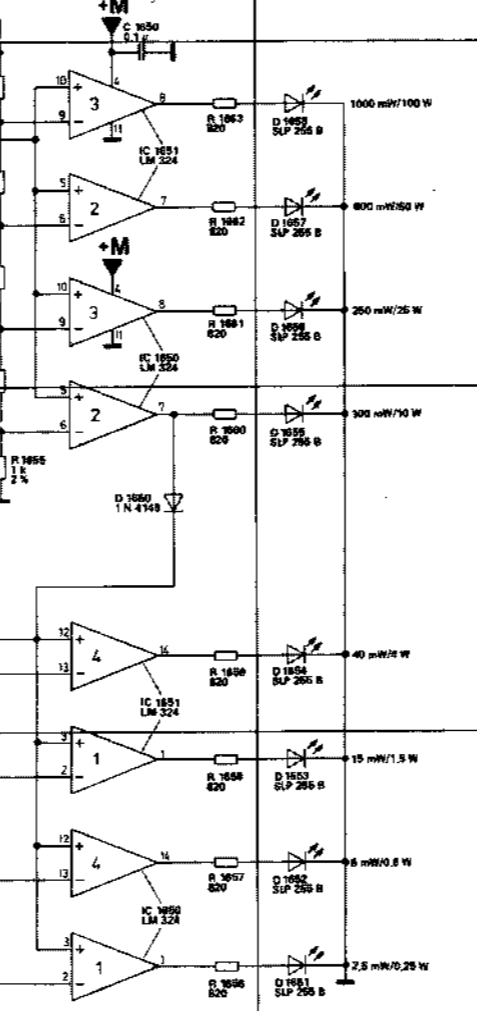 +M
C 1650
0.1
4
10
+
3
8
9
-
11
1000 mW/100 W
R 1663
820
D 1658
SLP 255 B
IC 1651
LM 324
5
+
2
7
6
-
600 mW/60 W
R 1662
820
D 1657
SLP 255 B
+M
4
10
+
3
8
9
-
11
250 mW/25 W
R 1661
820
D 1656
SLP 255 B
IC 1650
LM 324
5
+
2
7
6
-
100 mW/10 W
R 1660
820
D 1655
SLP 255 B
R 1655
1 k
2 %
D 1660
1 N 4148
12
+
4
14
13
-
40 mW/4 W
R 1659
820
D 1654
SLP 255 B
IC 1651
LM 324
3
+
1
1
2
-
15 mW/1,5 W
R 1658
820
D 1653
SLP 255 B
12
+
4
14
13
-
6 mW/0,6 W
R 1657
820
D 1652
SLP 255 B
IC 1650
LM 324
3
+
1
1
2
-
2,5 mW/0,25 W
R 1656
820
D 1651
SLP 255 B